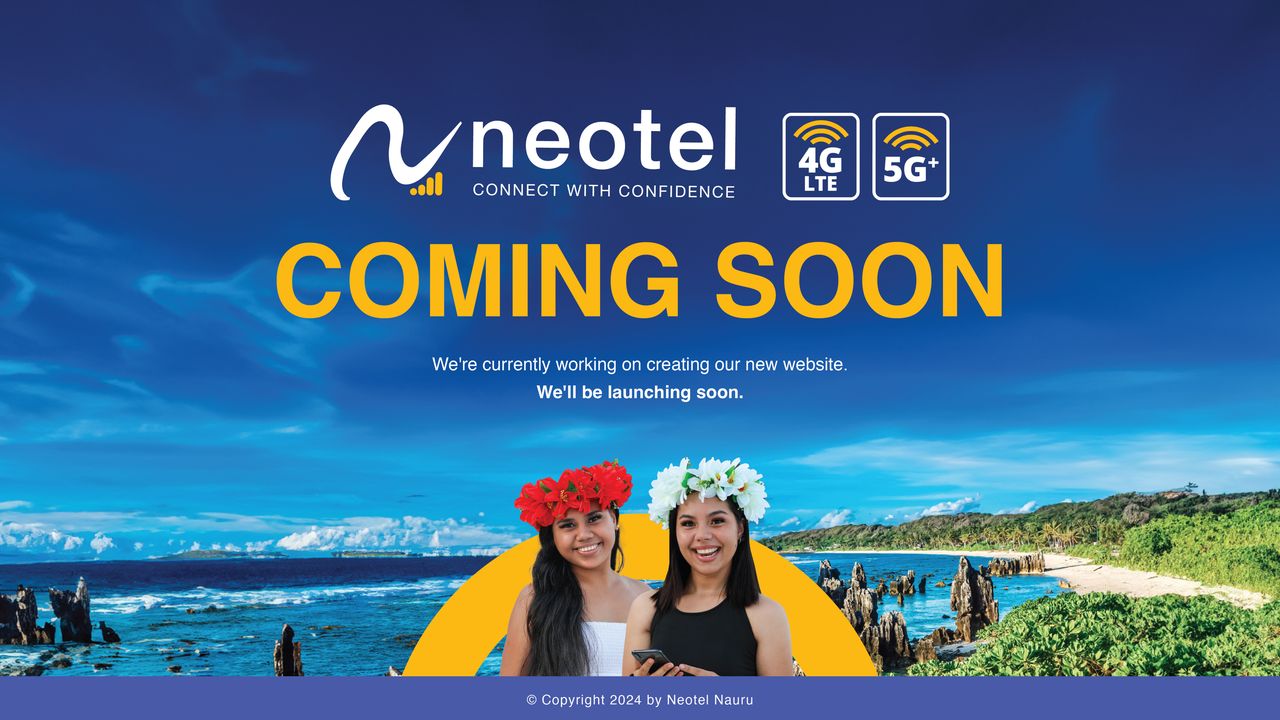 neotel
CONNECT WITH CONFIDENCE
4G
LTE
5G+
COMING SOON
We're currently working on creating our new website.
We'll be launching soon.
© Copyright 2024 by Neotel Nauru